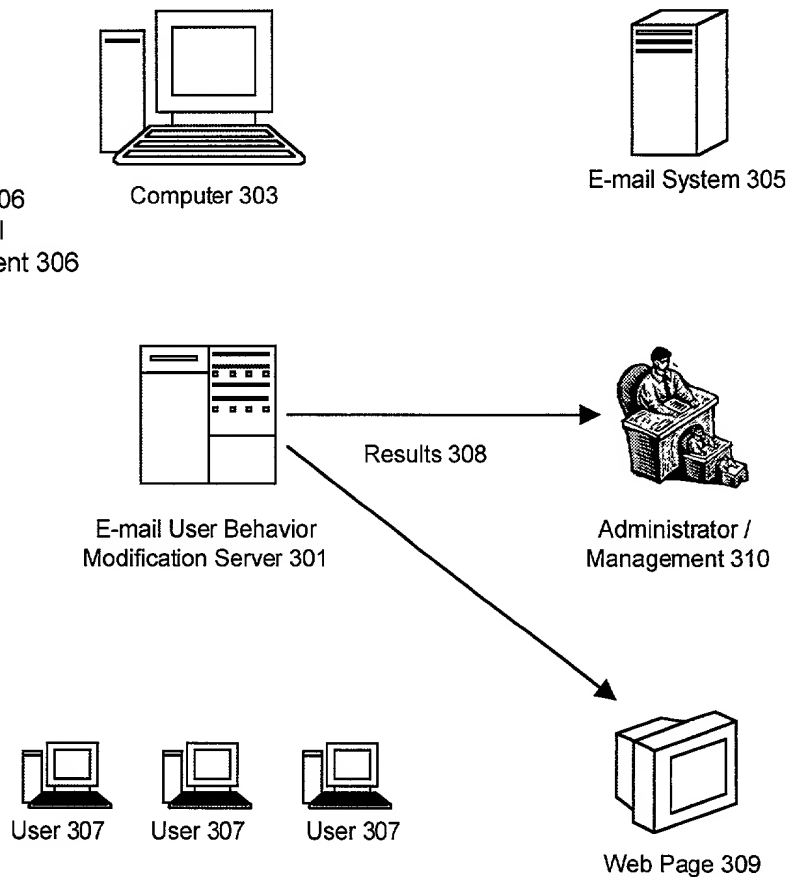 Computer 303
E-mail System 305
06
l
ent 306
Results 308
E-mail User Behavior
Modification Server 301
Administrator /
Management 310
User 307
User 307
User 307
Web Page 309